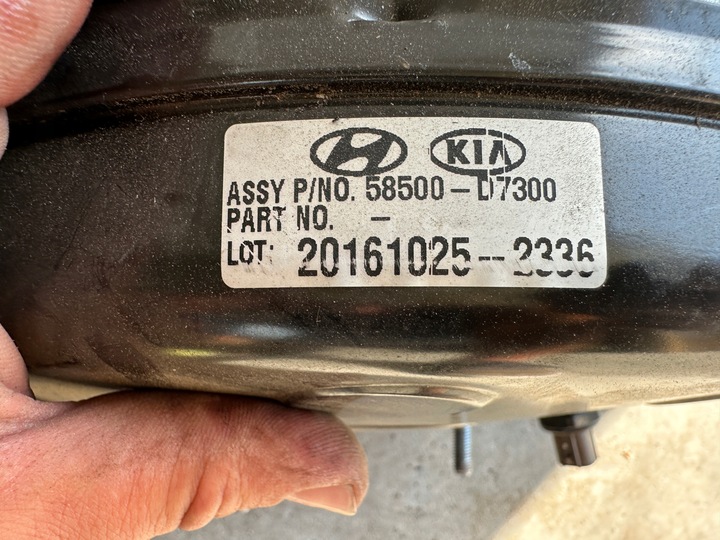 KIA
ASSY P/NO. 58500-D7300
PART NO. -
LOT: 20161025-2336